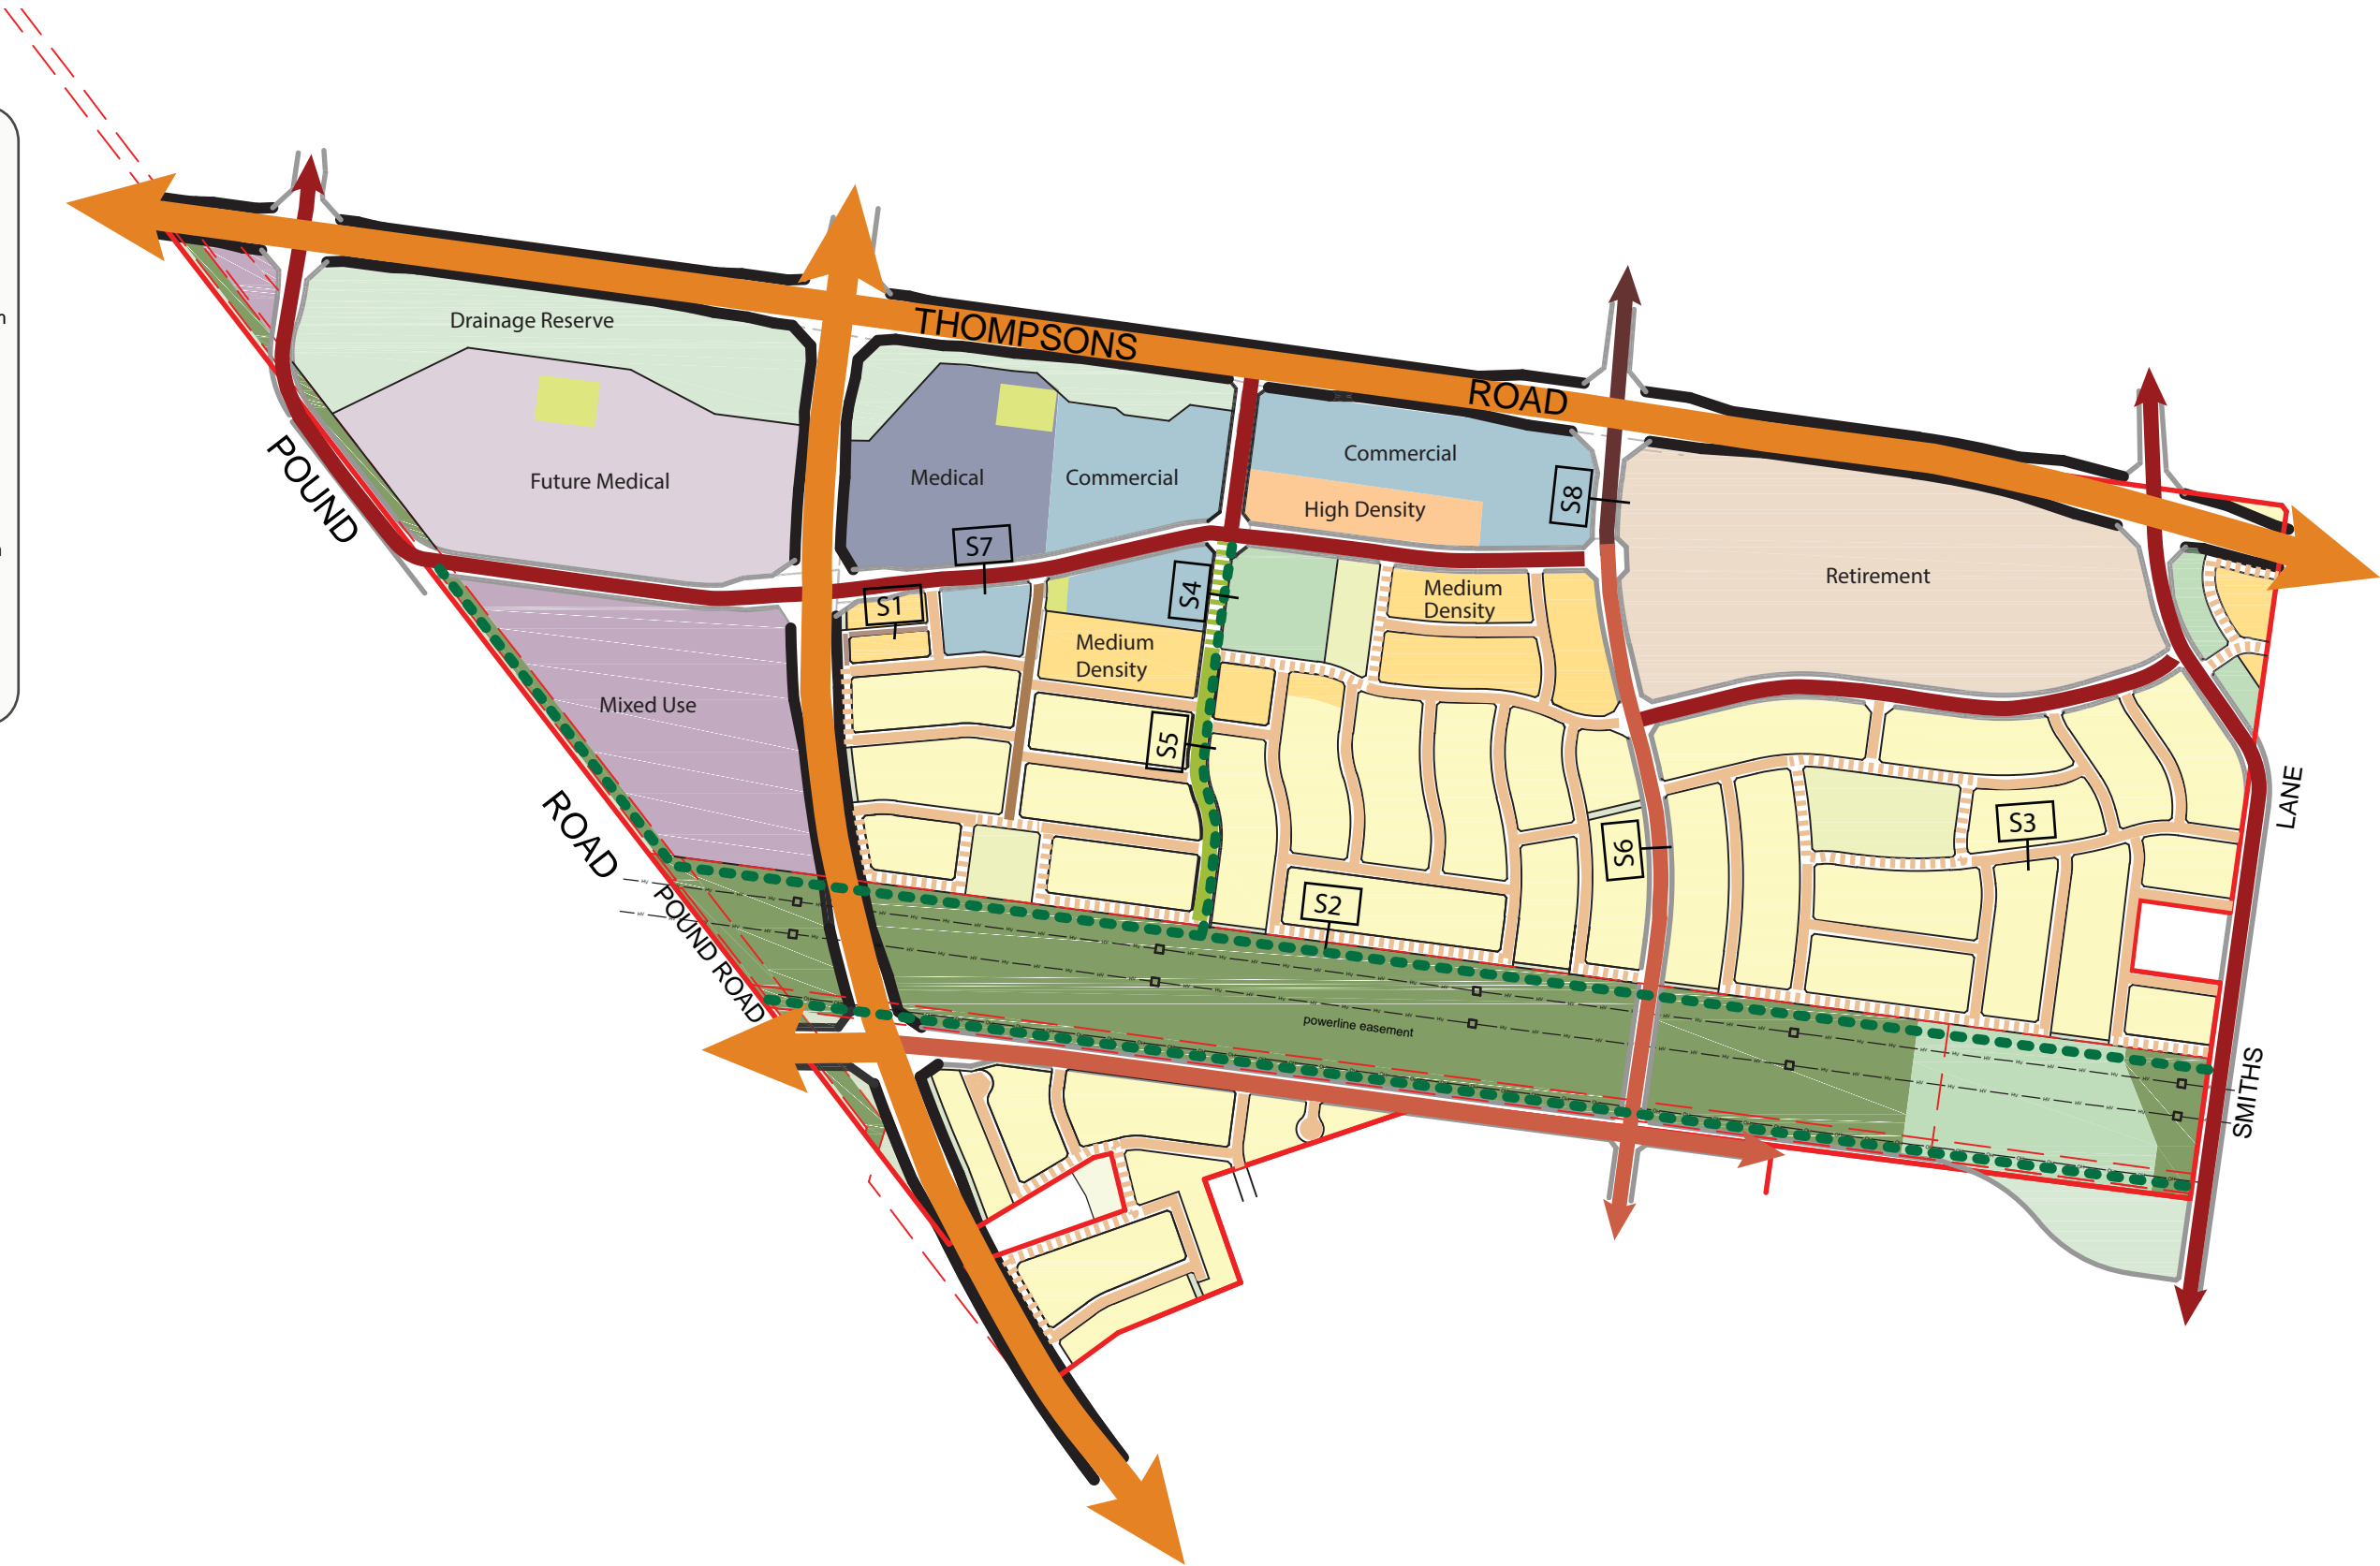 THOMPSONS
ROAD
Drainage Reserve
Future Medical
Medical
Commercial
Commercial
High Density
S8
Retirement
POUND
S7
S1
S4
Medium
Density
Medium
Density
Mixed Use
S5
S6
S3
S2
LANE
ROAD
POUND ROAD
powerline easement
SMITHS